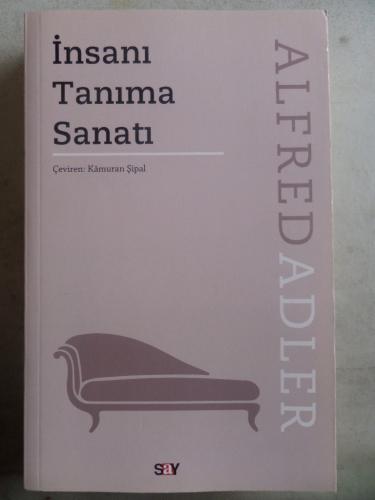 İnsanı
Tanıma
Sanatı
Çeviren: Kâmuran Şipal
ALFRED ADLER
say